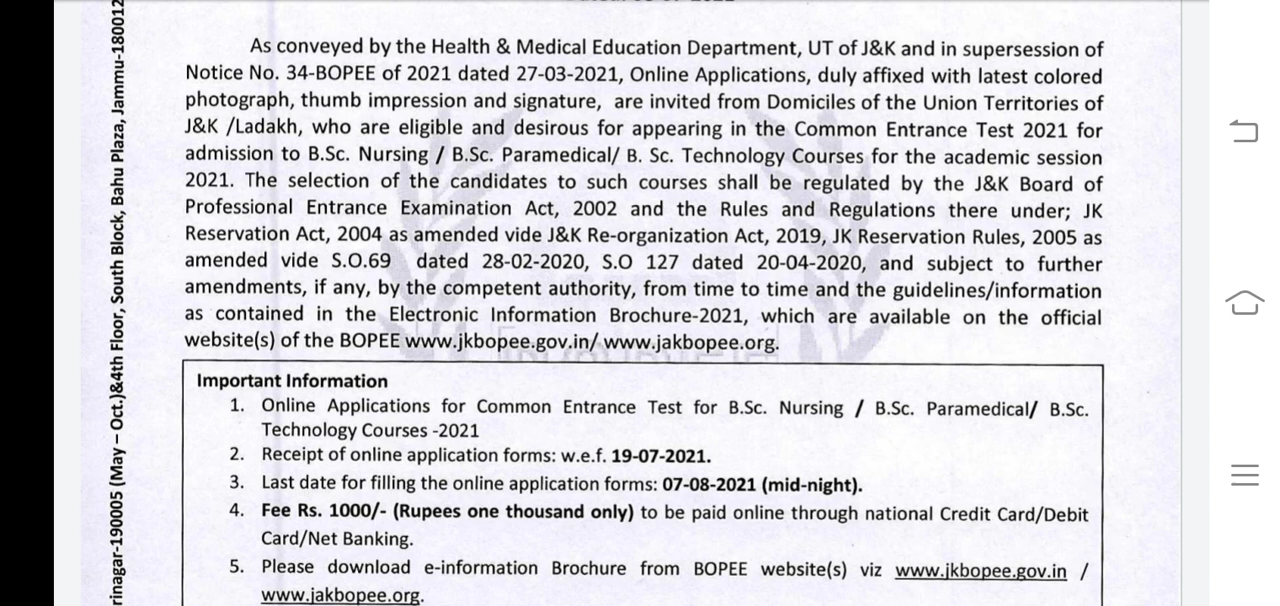 As conveyed by the Health & Medical Education Department, UT of J&K and in supersession of
Notice No. 34-BOPEE of 2021 dated 27-03-2021, Online Applications, duly affixed with latest colored
photograph, thumb impression and signature, are invited from Domiciles of the Union Territories of
J&K /Ladakh, who are eligible and desirous for appearing in the Common Entrance Test 2021 for
admission to B.Sc. Nursing / B.Sc. Paramedical/ B. Sc. Technology Courses for the academic session
2021. The selection of the candidates to such courses shall be regulated by the J&K Board of
Professional Entrance Examination Act, 2002 and the Rules and Regulations there under; JK
Reservation Act, 2004 as amended vide J&K Re-organization Act, 2019, JK Reservation Rules, 2005 as
amended vide S.O.69 dated 28-02-2020, S.O 127 dated 20-04-2020, and subject to further
amendments, if any, by the competent authority, from time to time and the guidelines/information
as contained in the Electronic Information Brochure-2021, which are available on the official
website(s) of the BOPEE www.jkbopee.gov.in/ www.jakbopee.org.
Important Information
1. Online Applications for Common Entrance Test for B.Sc. Nursing / B.Sc. Paramedical/ B.Sc.
Technology Courses -2021
2. Receipt of online application forms: w.e.f. 19-07-2021.
3. Last date for filling the online application forms: 07-08-2021 (mid-night).
4. Fee Rs. 1000/- (Rupees one thousand only) to be paid online through national Credit Card/Debit
Card/Net Banking.
5. Please download e-information Brochure from BOPEE website(s) viz www.jkbopee.gov.in /
www.jakbopee.org.
rinagar-190005 (May – Oct.)&4th Floor, South Block, Bahu Plaza, Jammu-180012